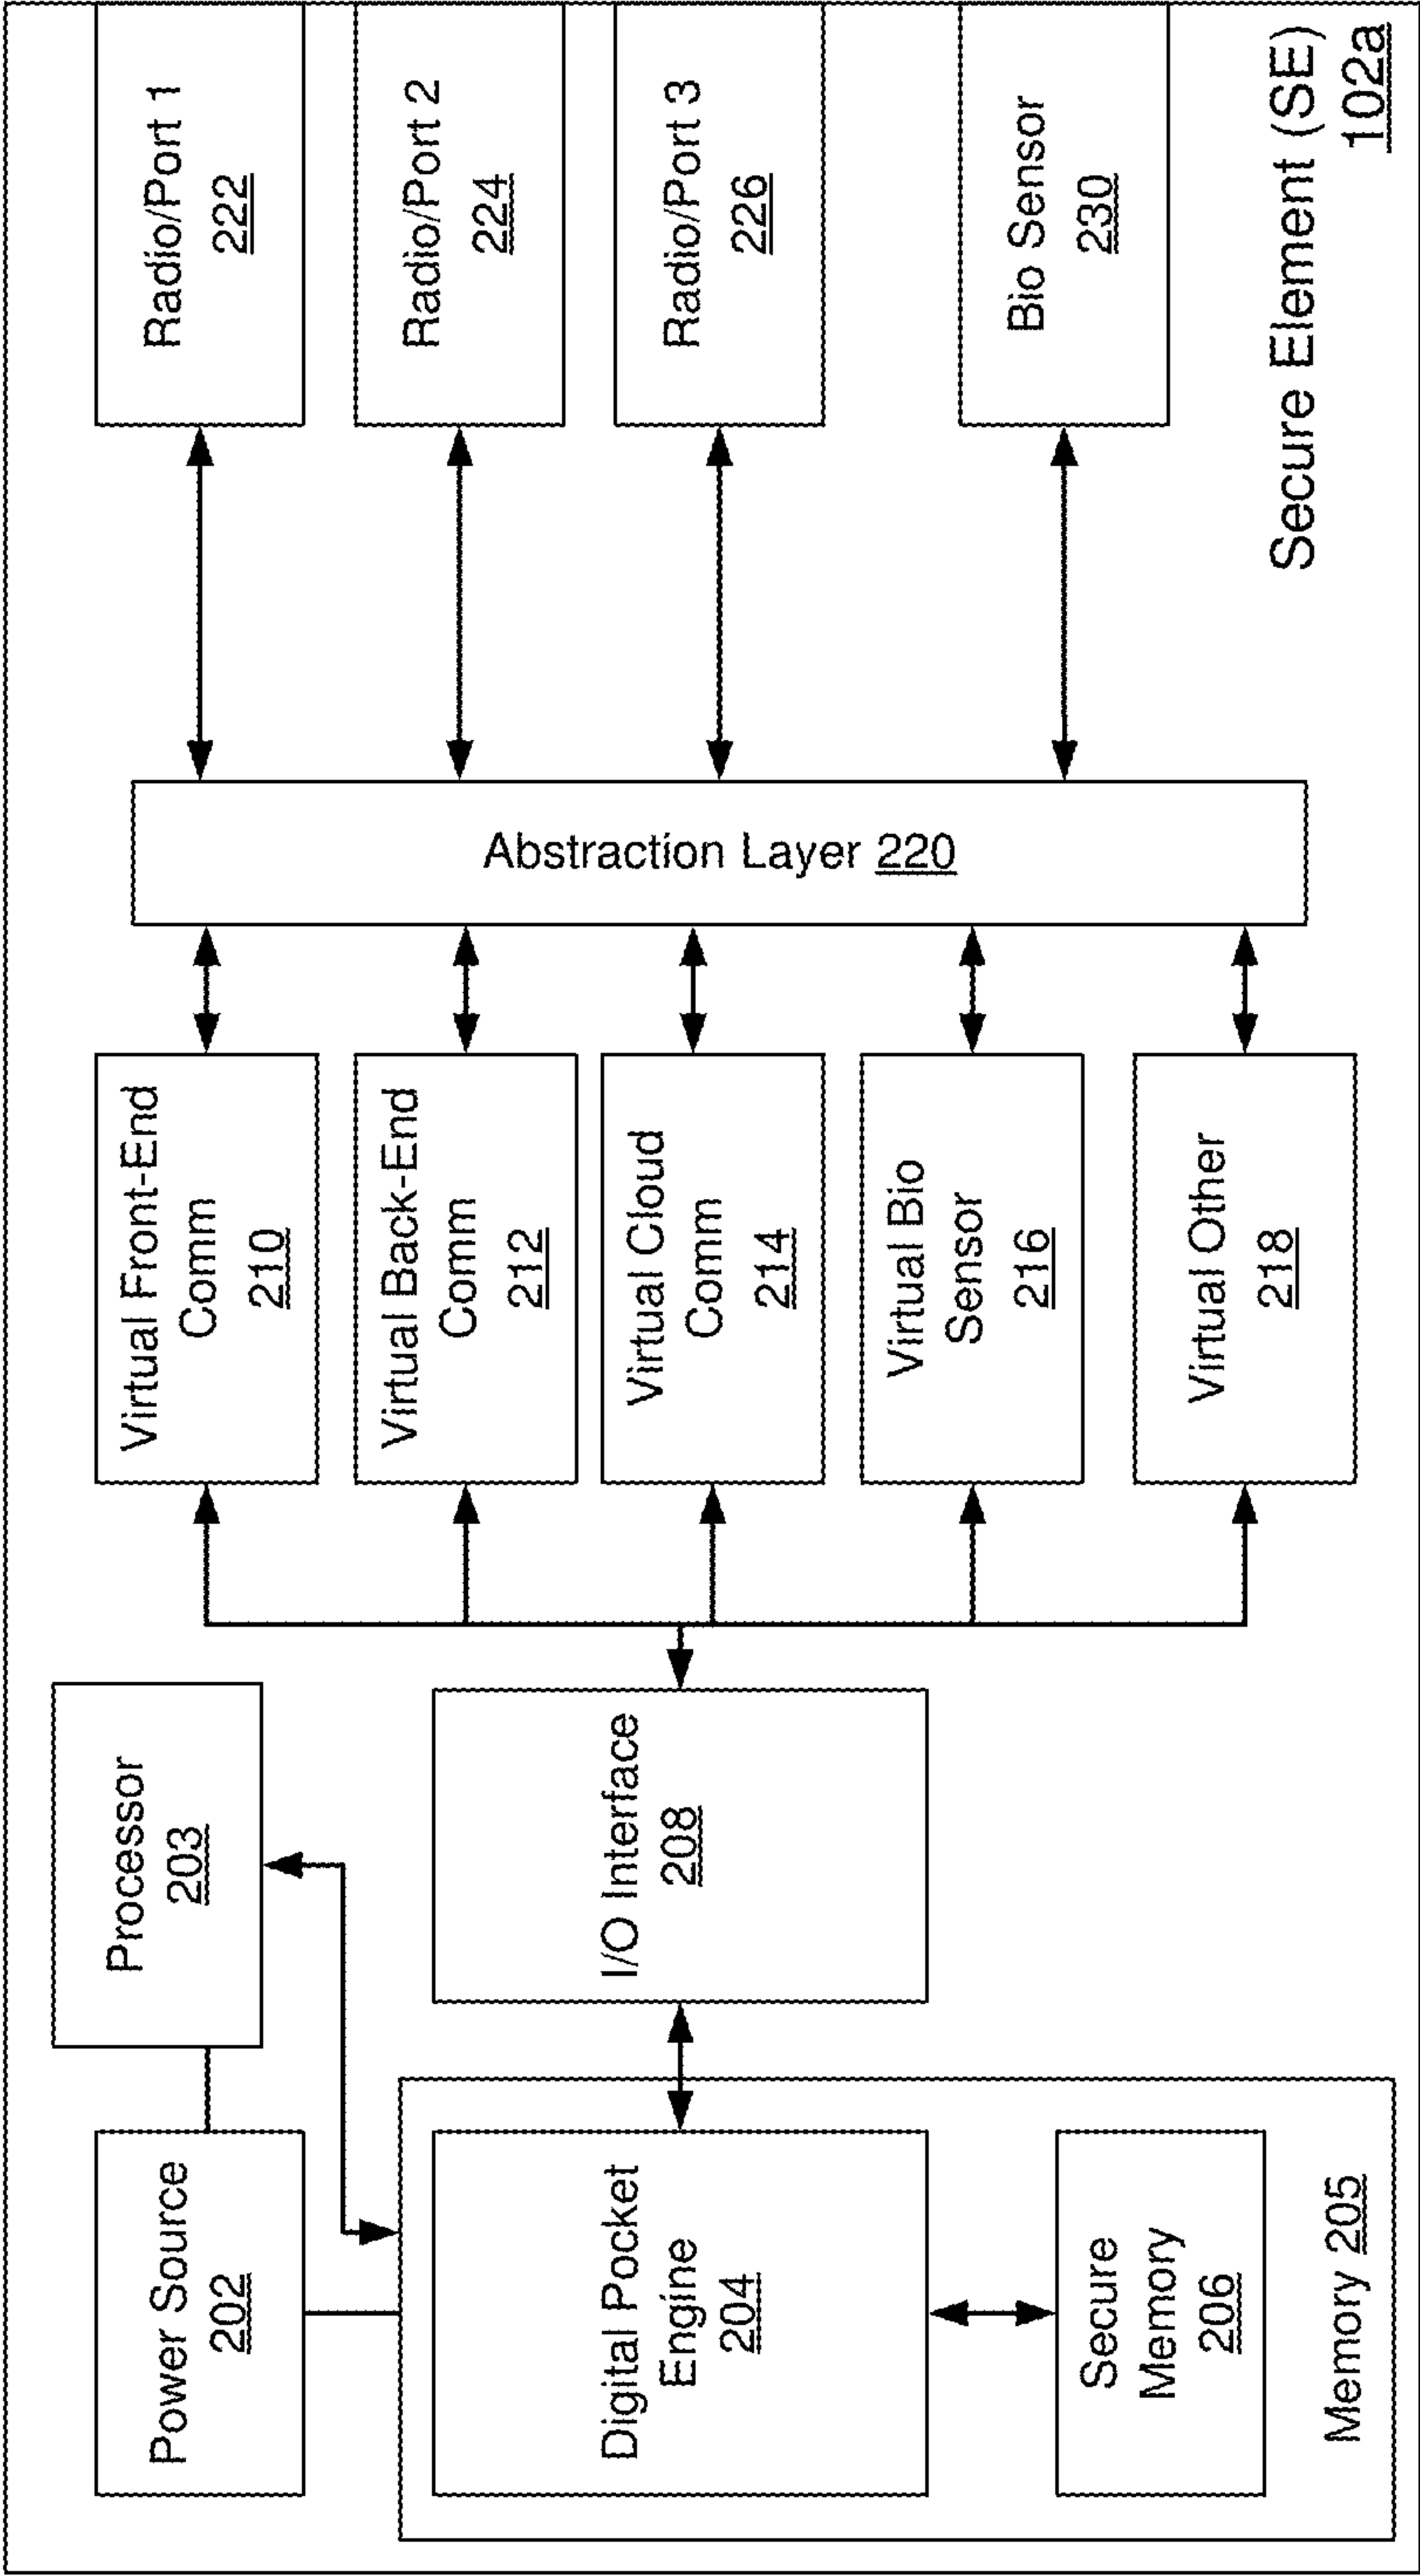 Power Source
202
Processor
203
Digital Pocket
Engine
204
Secure
Memory
206
Memory 205
I/O Interface
208
Virtual Front-End
Comm
210
Virtual Back-End
Comm
212
Virtual Cloud
Comm
214
Virtual Bio
Sensor
216
Virtual Other
218
Abstraction Layer 220
Radio/Port 1
222
Radio/Port 2
224
Radio/Port 3
226
Bio Sensor
230
Secure Element (SE)
102a